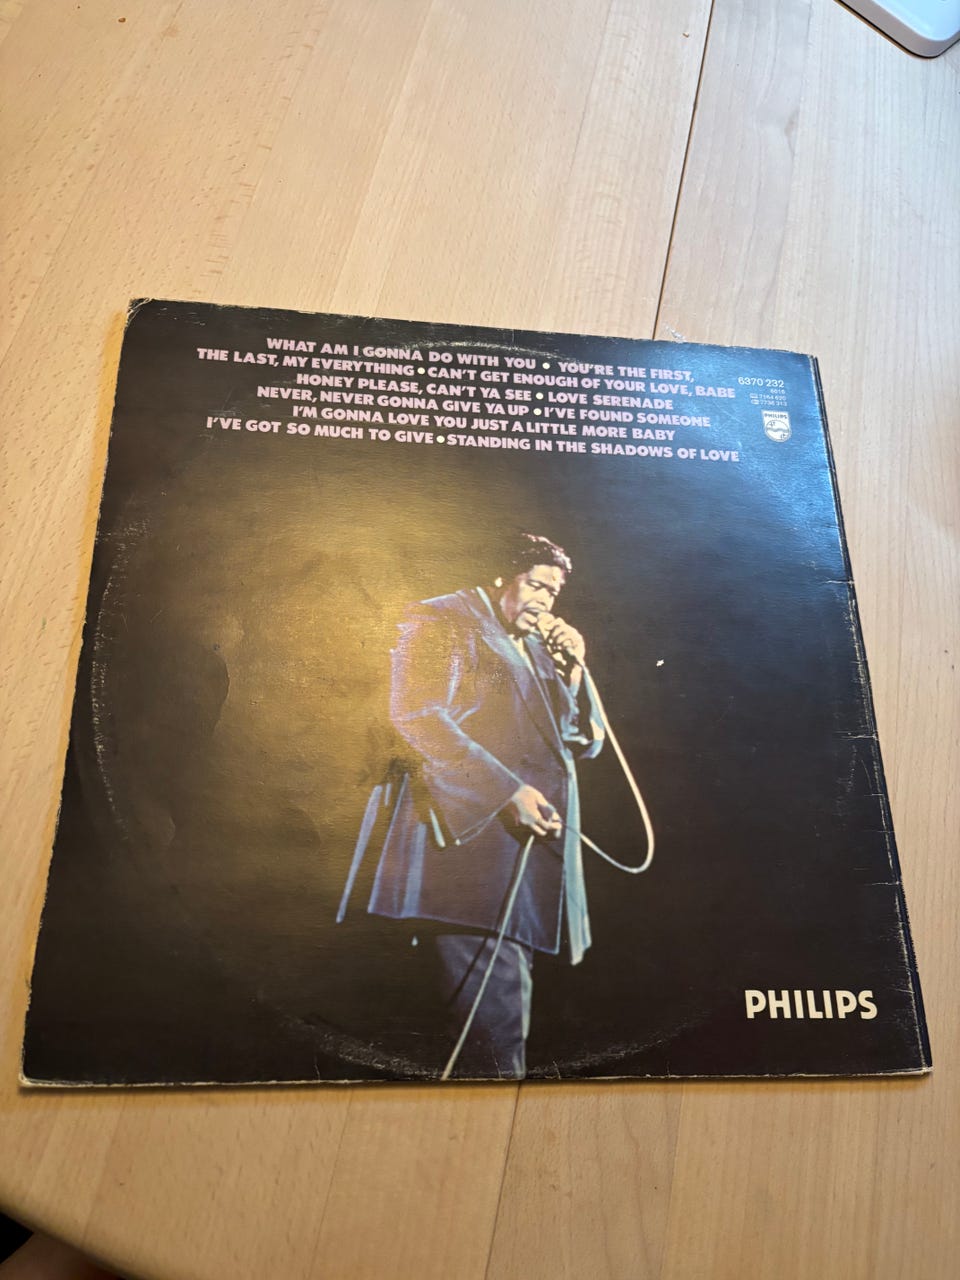 WHAT AM I GONNA DO WITH YOU • YOU'RE THE FIRST,
THE LAST, MY EVERYTHING • CAN'T GET ENOUGH OF YOUR LOVE, BABE
HONEY PLEASE, CAN'T YA SEE • LOVE SERENADE
NEVER, NEVER GONNA GIVE YA UP • I'VE FOUND SOMEONE
I'M GONNA LOVE YOU JUST A LITTLE MORE BABY
I'VE GOT SO MUCH TO GIVE • STANDING IN THE SHADOWS OF LOVE
6370 232
7164 620
PHILIPS
PHILIPS